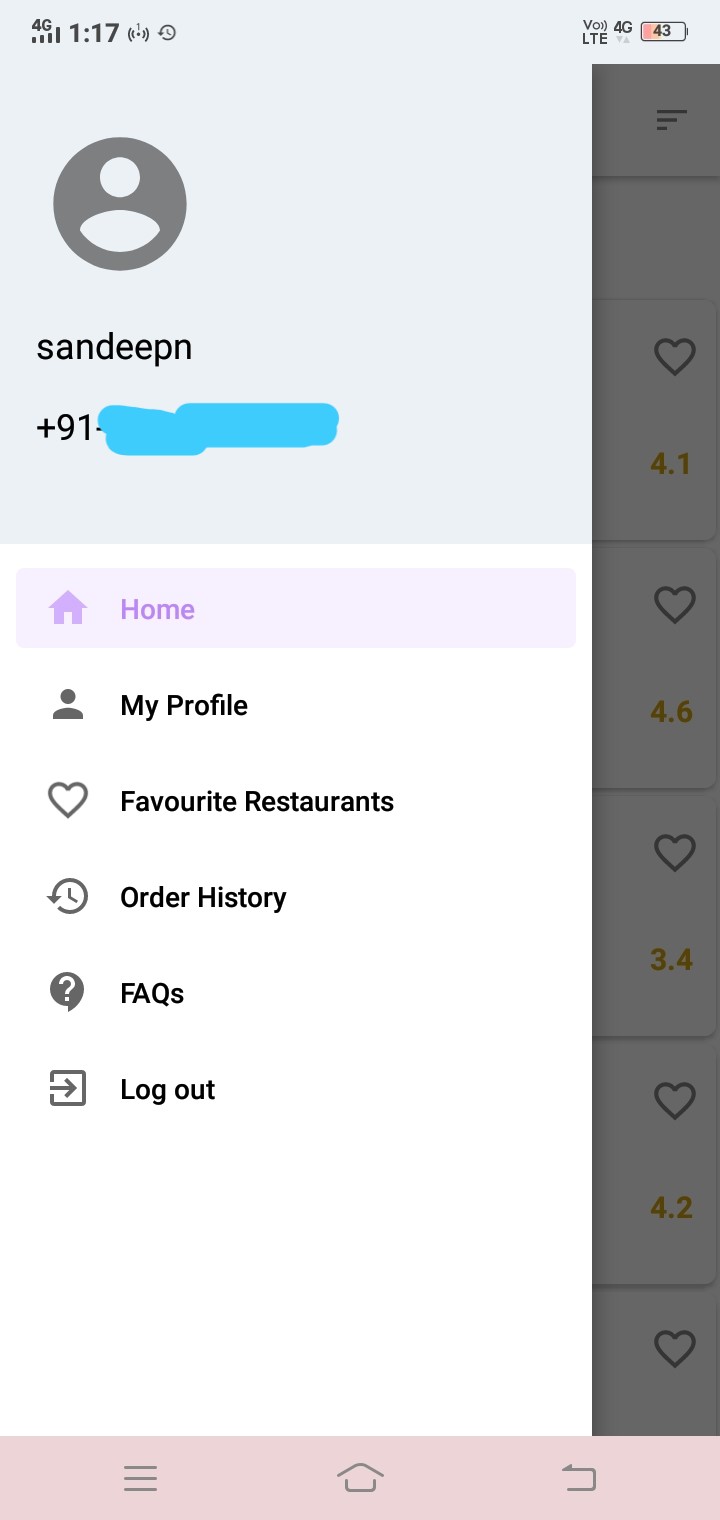 4G 1:17 Vo)) LTE 4G 43
sandeepn
+91-
Home
My Profile
Favourite Restaurants
Order History
FAQs
Log out
4.1
4.6
3.4
4.2